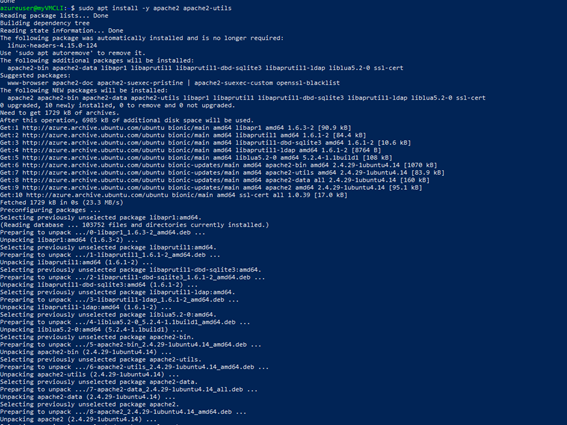 Done
azureuser@myVMCLI: $ sudo apt install -y apache2 apache2-utils
Reading package lists... Done
Building dependency tree
Reading state information... Done
The following package was automatically installed and is no longer required:
  linux-headers-4.15.0-124
Use 'sudo apt autoremove' to remove it.
The following additional packages will be installed:
  apache2-bin apache2-data libapr1 libaprutil1 libaprutil1-dbd-sqlite3 libaprutil1-ldap liblua5.2-0 ssl-cert
Suggested packages:
  www-browser apache2-doc apache2-suexec-pristine | apache2-suexec-custom openssl-blacklist
The following NEW packages will be installed:
  apache2 apache2-bin apache2-data apache2-utils libapr1 libaprutil1 libaprutil1-dbd-sqlite3 libaprutil1-ldap liblua5.2-0 ssl-cert
0 upgraded, 10 newly installed, 0 to remove and 0 not upgraded.
Need to get 1729 kB of archives.
After this operation, 6985 kB of additional disk space will be used.
Get:1 http://azure.archive.ubuntu.com/ubuntu bionic/main amd64 libapr1 amd64 1.6.3-2 [90.9 kB]
Get:2 http://azure.archive.ubuntu.com/ubuntu bionic/main amd64 libaprutil1 amd64 1.6.1-2 [84.4 kB]
Get:3 http://azure.archive.ubuntu.com/ubuntu bionic/main amd64 libaprutil1-dbd-sqlite3 amd64 1.6.1-2 [10.6 kB]
Get:4 http://azure.archive.ubuntu.com/ubuntu bionic/main amd64 libaprutil1-ldap amd64 1.6.1-2 [8764 B]
Get:5 http://azure.archive.ubuntu.com/ubuntu bionic/main amd64 liblua5.2-0 amd64 5.2.4-1.1build1 [108 kB]
Get:6 http://azure.archive.ubuntu.com/ubuntu bionic-updates/main amd64 apache2-bin amd64 2.4.29-1ubuntu4.14 [1070 kB]
Get:7 http://azure.archive.ubuntu.com/ubuntu bionic-updates/main amd64 apache2-utils amd64 2.4.29-1ubuntu4.14 [83.9 kB]
Get:8 http://azure.archive.ubuntu.com/ubuntu bionic-updates/main amd64 apache2-data all 2.4.29-1ubuntu4.14 [160 kB]
Get:9 http://azure.archive.ubuntu.com/ubuntu bionic-updates/main amd64 apache2 amd64 2.4.29-1ubuntu4.14 [95.1 kB]
Get:10 http://azure.archive.ubuntu.com/ubuntu bionic/main amd64 ssl-cert all 1.0.39 [17.0 kB]
Fetched 1729 kB in 0s (23.3 MB/s)
Preconfiguring packages ...
Selecting previously unselected package libapr1:amd64.
(Reading database ... 103752 files and directories currently installed.)
Preparing to unpack .../0-libapr1_1.6.3-2_amd64.deb ...
Unpacking libapr1:amd64 (1.6.3-2) ...
Selecting previously unselected package libaprutil1:amd64.
Preparing to unpack .../1-libaprutil1_1.6.1-2_amd64.deb ...
Unpacking libaprutil1:amd64 (1.6.1-2) ...
Selecting previously unselected package libaprutil1-dbd-sqlite3:amd64.
Preparing to unpack .../2-libaprutil1-dbd-sqlite3_1.6.1-2_amd64.deb ...
Unpacking libaprutil1-dbd-sqlite3:amd64 (1.6.1-2) ...
Selecting previously unselected package libaprutil1-ldap:amd64.
Preparing to unpack .../3-libaprutil1-ldap_1.6.1-2_amd64.deb ...
Unpacking libaprutil1-ldap:amd64 (1.6.1-2) ...
Selecting previously unselected package liblua5.2-0:amd64.
Preparing to unpack .../4-liblua5.2-0_5.2.4-1.1build1_amd64.deb ...
Unpacking liblua5.2-0:amd64 (5.2.4-1.1build1) ...
Selecting previously unselected package apache2-bin.
Preparing to unpack .../5-apache2-bin_2.4.29-1ubuntu4.14_amd64.deb ...
Unpacking apache2-bin (2.4.29-1ubuntu4.14) ...
Selecting previously unselected package apache2-utils.
Preparing to unpack .../6-apache2-utils_2.4.29-1ubuntu4.14_amd64.deb ...
Unpacking apache2-utils (2.4.29-1ubuntu4.14) ...
Selecting previously unselected package apache2-data.
Preparing to unpack .../7-apache2-data_2.4.29-1ubuntu4.14_all.deb ...
Unpacking apache2-data (2.4.29-1ubuntu4.14) ...
Selecting previously unselected package apache2.
Preparing to unpack .../8-apache2_2.4.29-1ubuntu4.14_amd64.deb ...
Unpacking apache2 (2.4.29-1ubuntu4.14) ...